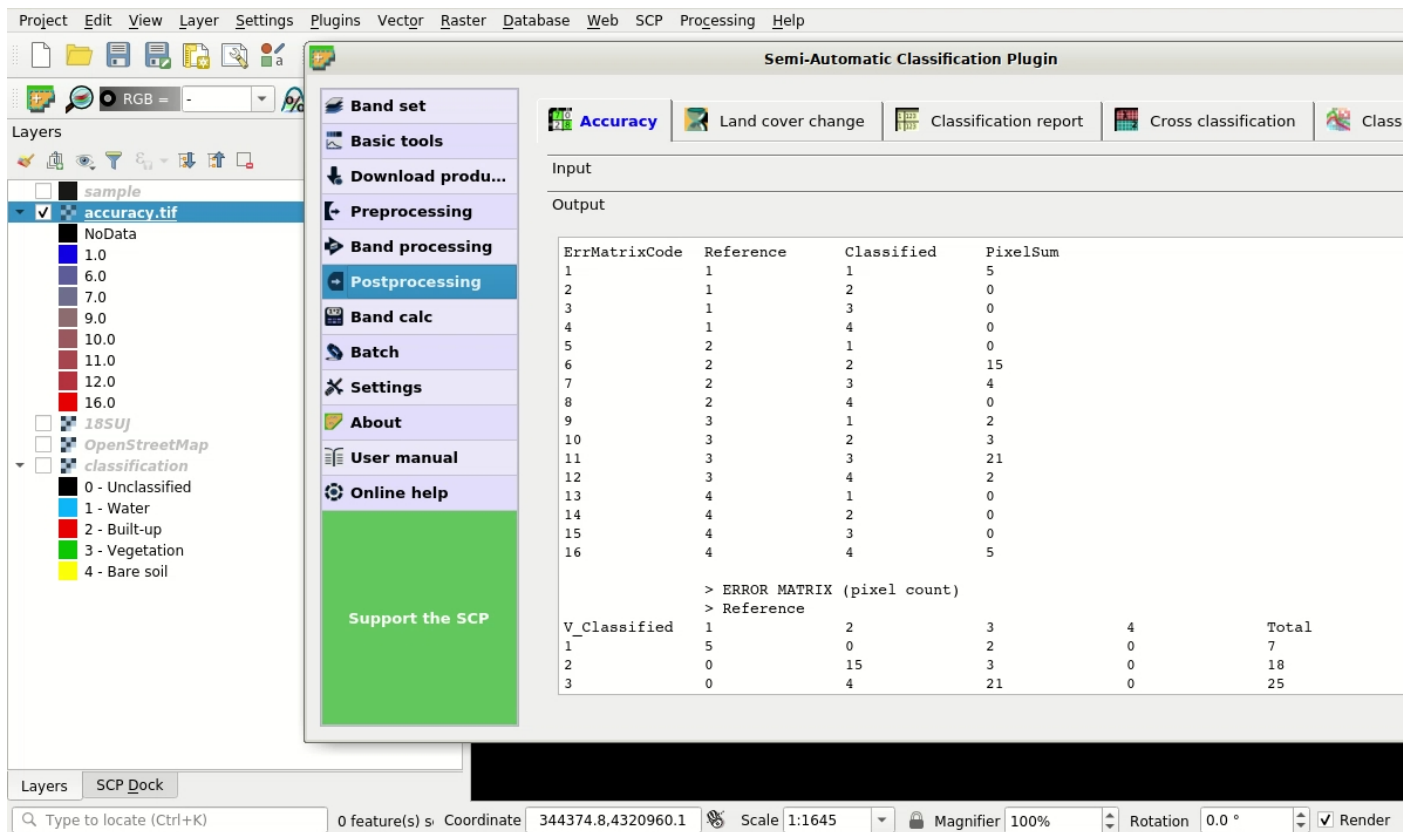 Project Edit View Layer Settings Plugins Vector Raster Database Web SCP Processing Help
Semi-Automatic Classification Plugin
RGB = -
Layers
sample
accuracy.tif
NoData
1.0
6.0
7.0
9.0
10.0
11.0
12.0
16.0
18SUJ
OpenStreetMap
classification
0 - Unclassified
1 - Water
2 - Built-up
3 - Vegetation
4 - Bare soil
Band set
Basic tools
Download produ...
Preprocessing
Band processing
Postprocessing
Band calc
Batch
Settings
About
User manual
Online help
Support the SCP
Accuracy Land cover change Classification report Cross classification Class
Input
Output
ErrMatrixCode Reference Classified PixelSum
1 1 1 5
2 1 2 0
3 1 3 0
4 1 4 0
5 2 1 0
6 2 2 15
7 2 3 4
8 2 4 0
9 3 1 2
10 3 2 3
11 3 3 21
12 3 4 2
13 4 1 0
14 4 2 0
15 4 3 0
16 4 4 5
> ERROR MATRIX (pixel count)
> Reference
V_Classified 1 2 3 4 Total
1 5 0 2 0 7
2 0 15 3 0 18
3 0 4 21 0 25
Layers SCP Dock
Type to locate (Ctrl+K) 0 feature(s) s Coordinate 344374.8,4320960.1 Scale 1:1645 Magnifier 100% Rotation 0.0 ° Render